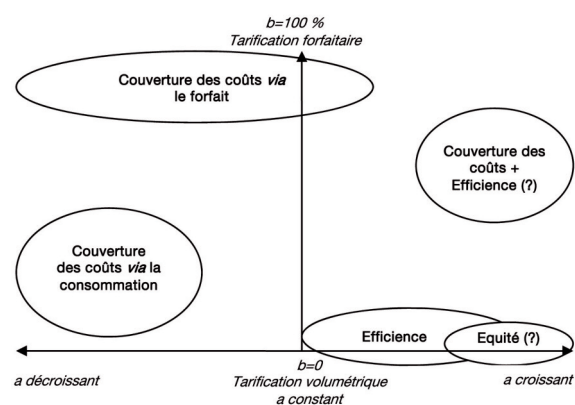 b=100 %
Tarification forfaitaire
Couverture des coûts via
le forfait
Couverture des
coûts +
Efficience (?)
Couverture
des coûts via la
consommation
Efficience
Equité (?)
b=0
a décroissant
Tarification volumétrique
a croissant
a constant